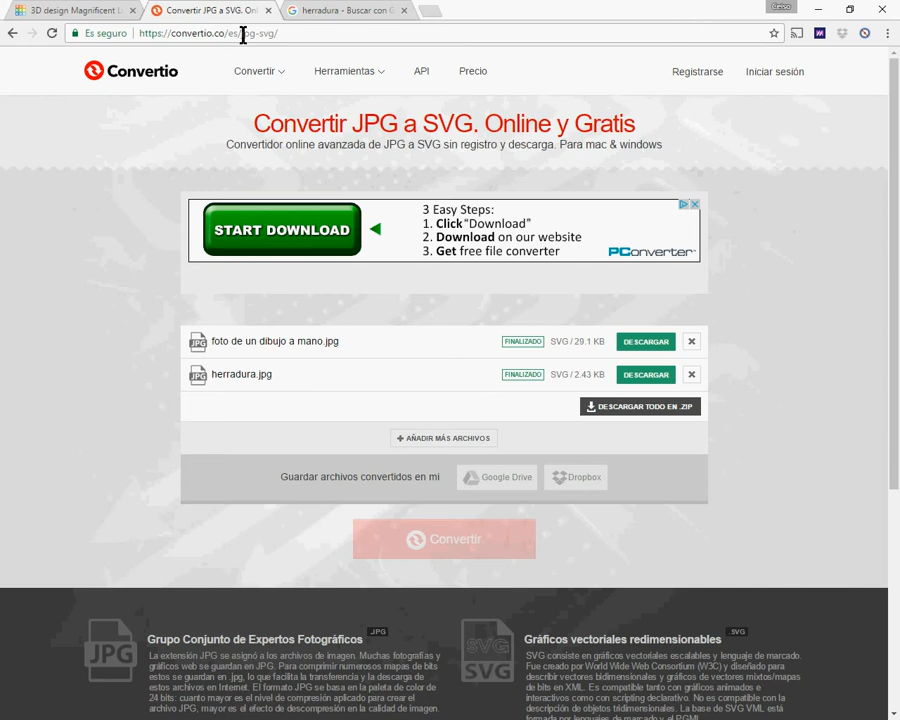 3D design Magnificent L
Convertir JPG a SVG. Onl
herradura - Buscar con G
Celso
Es seguro
https://convertio.co/es/jpg-svg/
Convertio
Convertir
Herramientas
API
Precio
Registrarse
Iniciar sesión
Convertir JPG a SVG. Online y Gratis
Convertidor online avanzada de JPG a SVG sin registro y descarga. Para mac & windows
START DOWNLOAD
3 Easy Steps:
1. Click “Download”
2. Download on our website
3. Get free file converter
PConverter
JPG
foto de un dibujo a mano.jpg
FINALIZADO
SVG / 29.1 KB
DESCARGAR
JPG
herradura.jpg
FINALIZADO
SVG / 2.43 KB
DESCARGAR
DESCARGAR TODO EN .ZIP
AÑADIR MÁS ARCHIVOS
Guardar archivos convertidos en mi
Google Drive
Dropbox
Convertir
JPG
Grupo Conjunto de Expertos Fotográficos .JPG
La extensión JPG se asignó a los archivos de imagen. Muchas fotografías y
gráficos web se guardan en JPG. Para comprimir numerosos mapas de bits
estos se guardan en .jpg, lo que facilita la transferencia y la descarga de
estos archivos en Internet. El formato JPG se basa en la paleta de color de
24 bits: cuanto mayor es el nivel de compresión aplicado para crear el
archivo JPG, mayor es el efecto de descompresión en la calidad de imagen.
SVG
Gráficos vectoriales redimensionables .SVG
SVG consiste en gráficos vectoriales escalables y lenguaje de marcado.
Fue creado por World Wide Web Consortium (W3C) y diseñado para
describir vectores bidimensionales y gráficos de vectores mixtos/mapas
de bits en XML. Es compatible tanto con gráficos animados e
interactivos como con scripting declarativo. No es compatible con la
descripción de objetos tridimensionales. La base de SVG VML está
formada por lenguajes de marcado y el PGML.